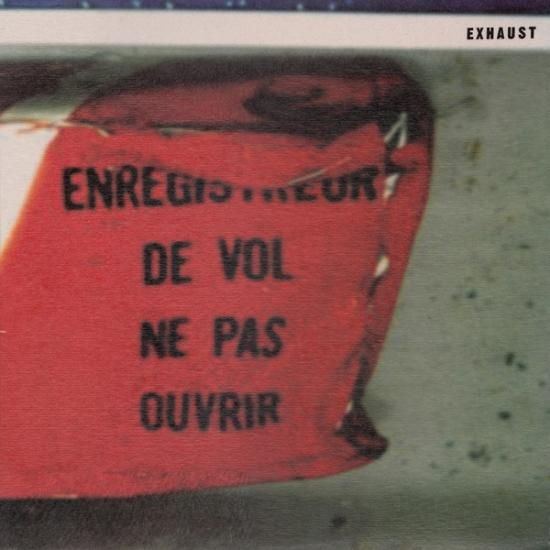 EXHAUST
ENREGISTREUR
DE VOL
NE PAS
OUVRIR